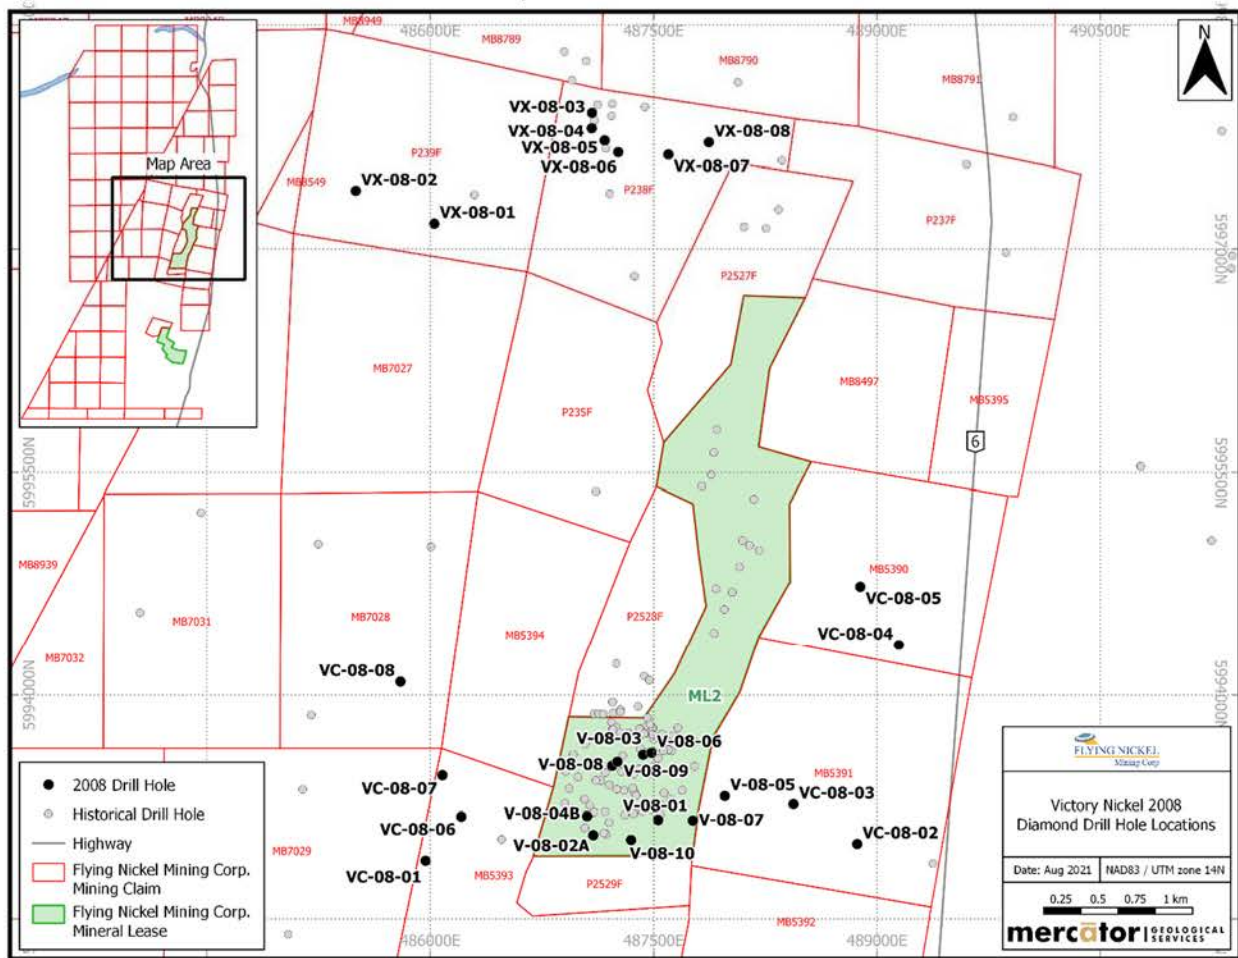 MB8949
486000E
487500E
489000E
490500E
MB8789
MB8790
MB8791
N
Map Area
VX-08-03
VX-08-04
VX-08-05
VX-08-06
VX-08-08
VX-08-07
P239F
MB8549
VX-08-02
VX-08-01
P238F
P237F
5997000N
5997000N
P2527F
MB7027
MB8497
MB5395
P235F
6
5995500N
5995500N
MB8939
MB7031
MB7028
MB7032
MB5394
P2528F
MB5390
VC-08-05
VC-08-04
VC-08-08
ML2
5994000N
5994000N
V-08-03
V-08-06
V-08-08
V-08-09
VC-08-07
V-08-05
MB5391
VC-08-03
V-08-04B
V-08-01
V-08-07
VC-08-06
V-08-02A
V-08-10
VC-08-02
MB7029
VC-08-01
MB5393
P2529F
MB5392
486000E
487500E
489000E
2008 Drill Hole
Historical Drill Hole
Highway
Flying Nickel Mining Corp.
Mining Claim
Flying Nickel Mining Corp.
Mineral Lease
FLYING NICKEL
Mining Corp
Victory Nickel 2008
Diamond Drill Hole Locations
Date: Aug 2021
NAD83 / UTM zone 14N
0.25 0.5 0.75 1 km
mercātor | GEOLOGICAL
SERVICES